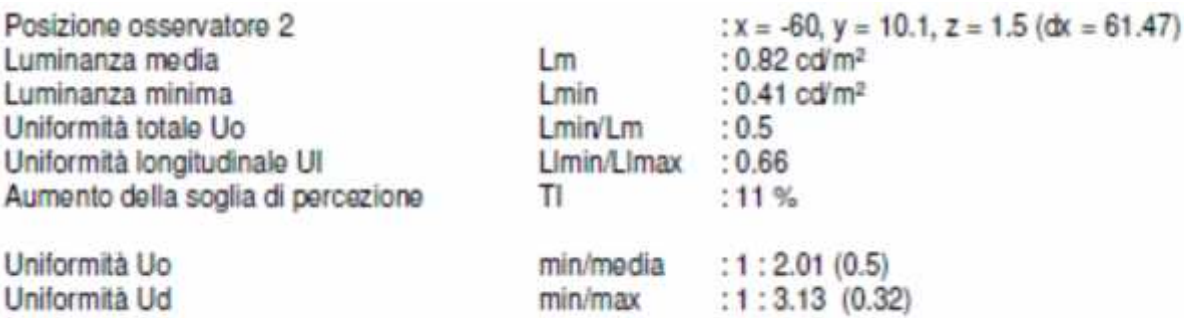 Posizione osservatore 2 : x = -60, y = 10.1, z = 1.5 (dx = 61.47)
Luminanza media Lm : 0.82 cd/m²
Luminanza minima Lmin : 0.41 cd/m²
Uniformità totale Uo Lmin/Lm : 0.5
Uniformità longitudinale Ul Llmin/Llmax : 0.66
Aumento della soglia di percezione TI : 11 %
Uniformità Uo min/media : 1 : 2.01 (0.5)
Uniformità Ud min/max : 1 : 3.13 (0.32)